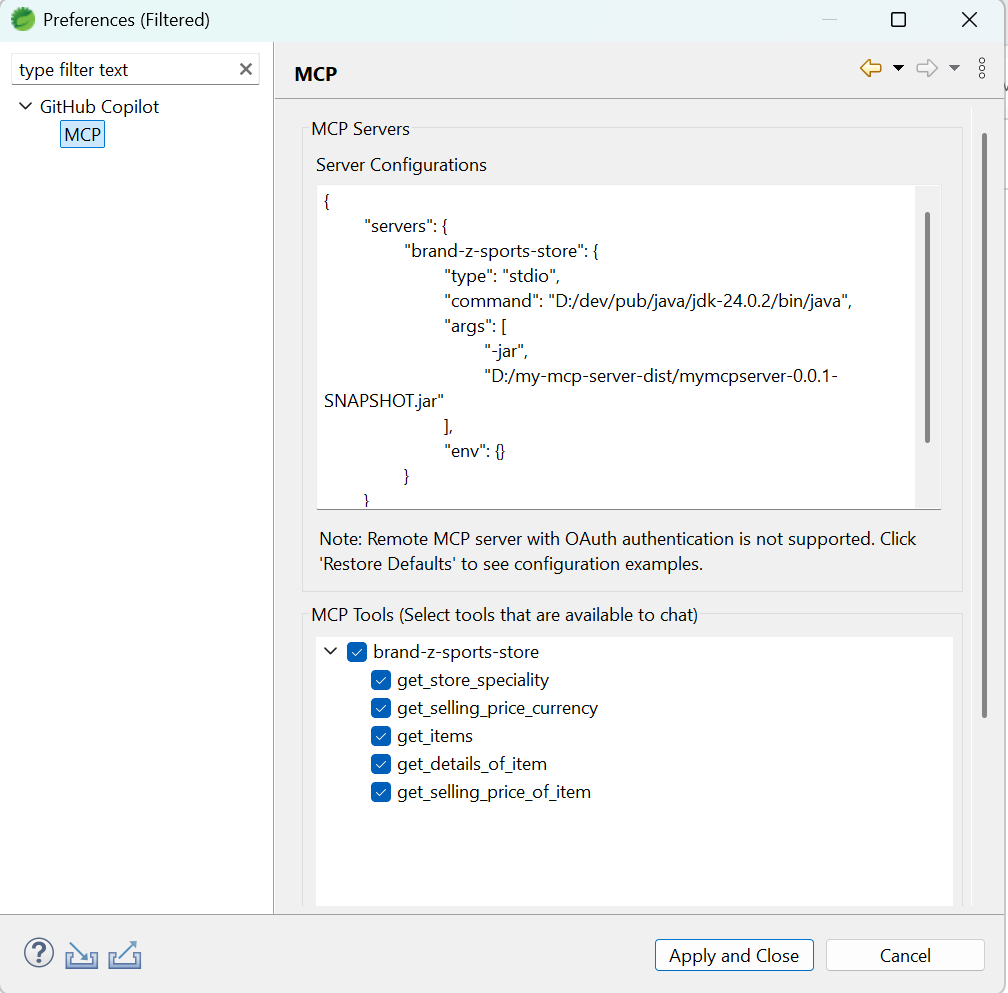 Preferences (Filtered)
type filter text
GitHub Copilot
MCP
MCP
MCP Servers
Server Configurations
{
"servers": {
"brand-z-sports-store": {
"type": "stdio",
"command": "D:/dev/pub/java/jdk-24.0.2/bin/java",
"args": [
"-jar",
"D:/my-mcp-server-dist/mymcpserver-0.0.1-
SNAPSHOT.jar"
],
"env": {}
}
}
Note: Remote MCP server with OAuth authentication is not supported. Click
'Restore Defaults' to see configuration examples.
MCP Tools (Select tools that are available to chat)
brand-z-sports-store
get_store_speciality
get_selling_price_currency
get_items
get_details_of_item
get_selling_price_of_item
Apply and Close
Cancel